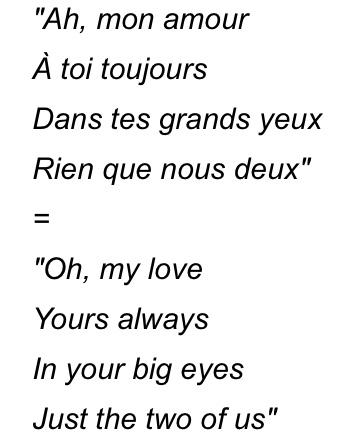 "Ah, mon amour
À toi toujours
Dans tes grands yeux
Rien que nous deux"
=
"Oh, my love
Yours always
In your big eyes
Just the two of us"